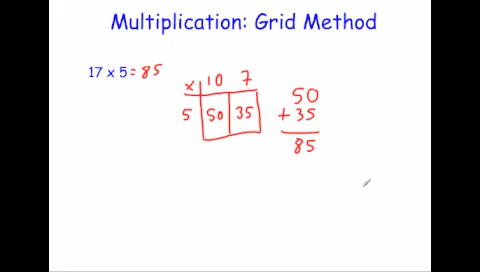 Multiplication: Grid Method
17 x 5 = 85
x 10 7
5 50 35
50
+ 35
85